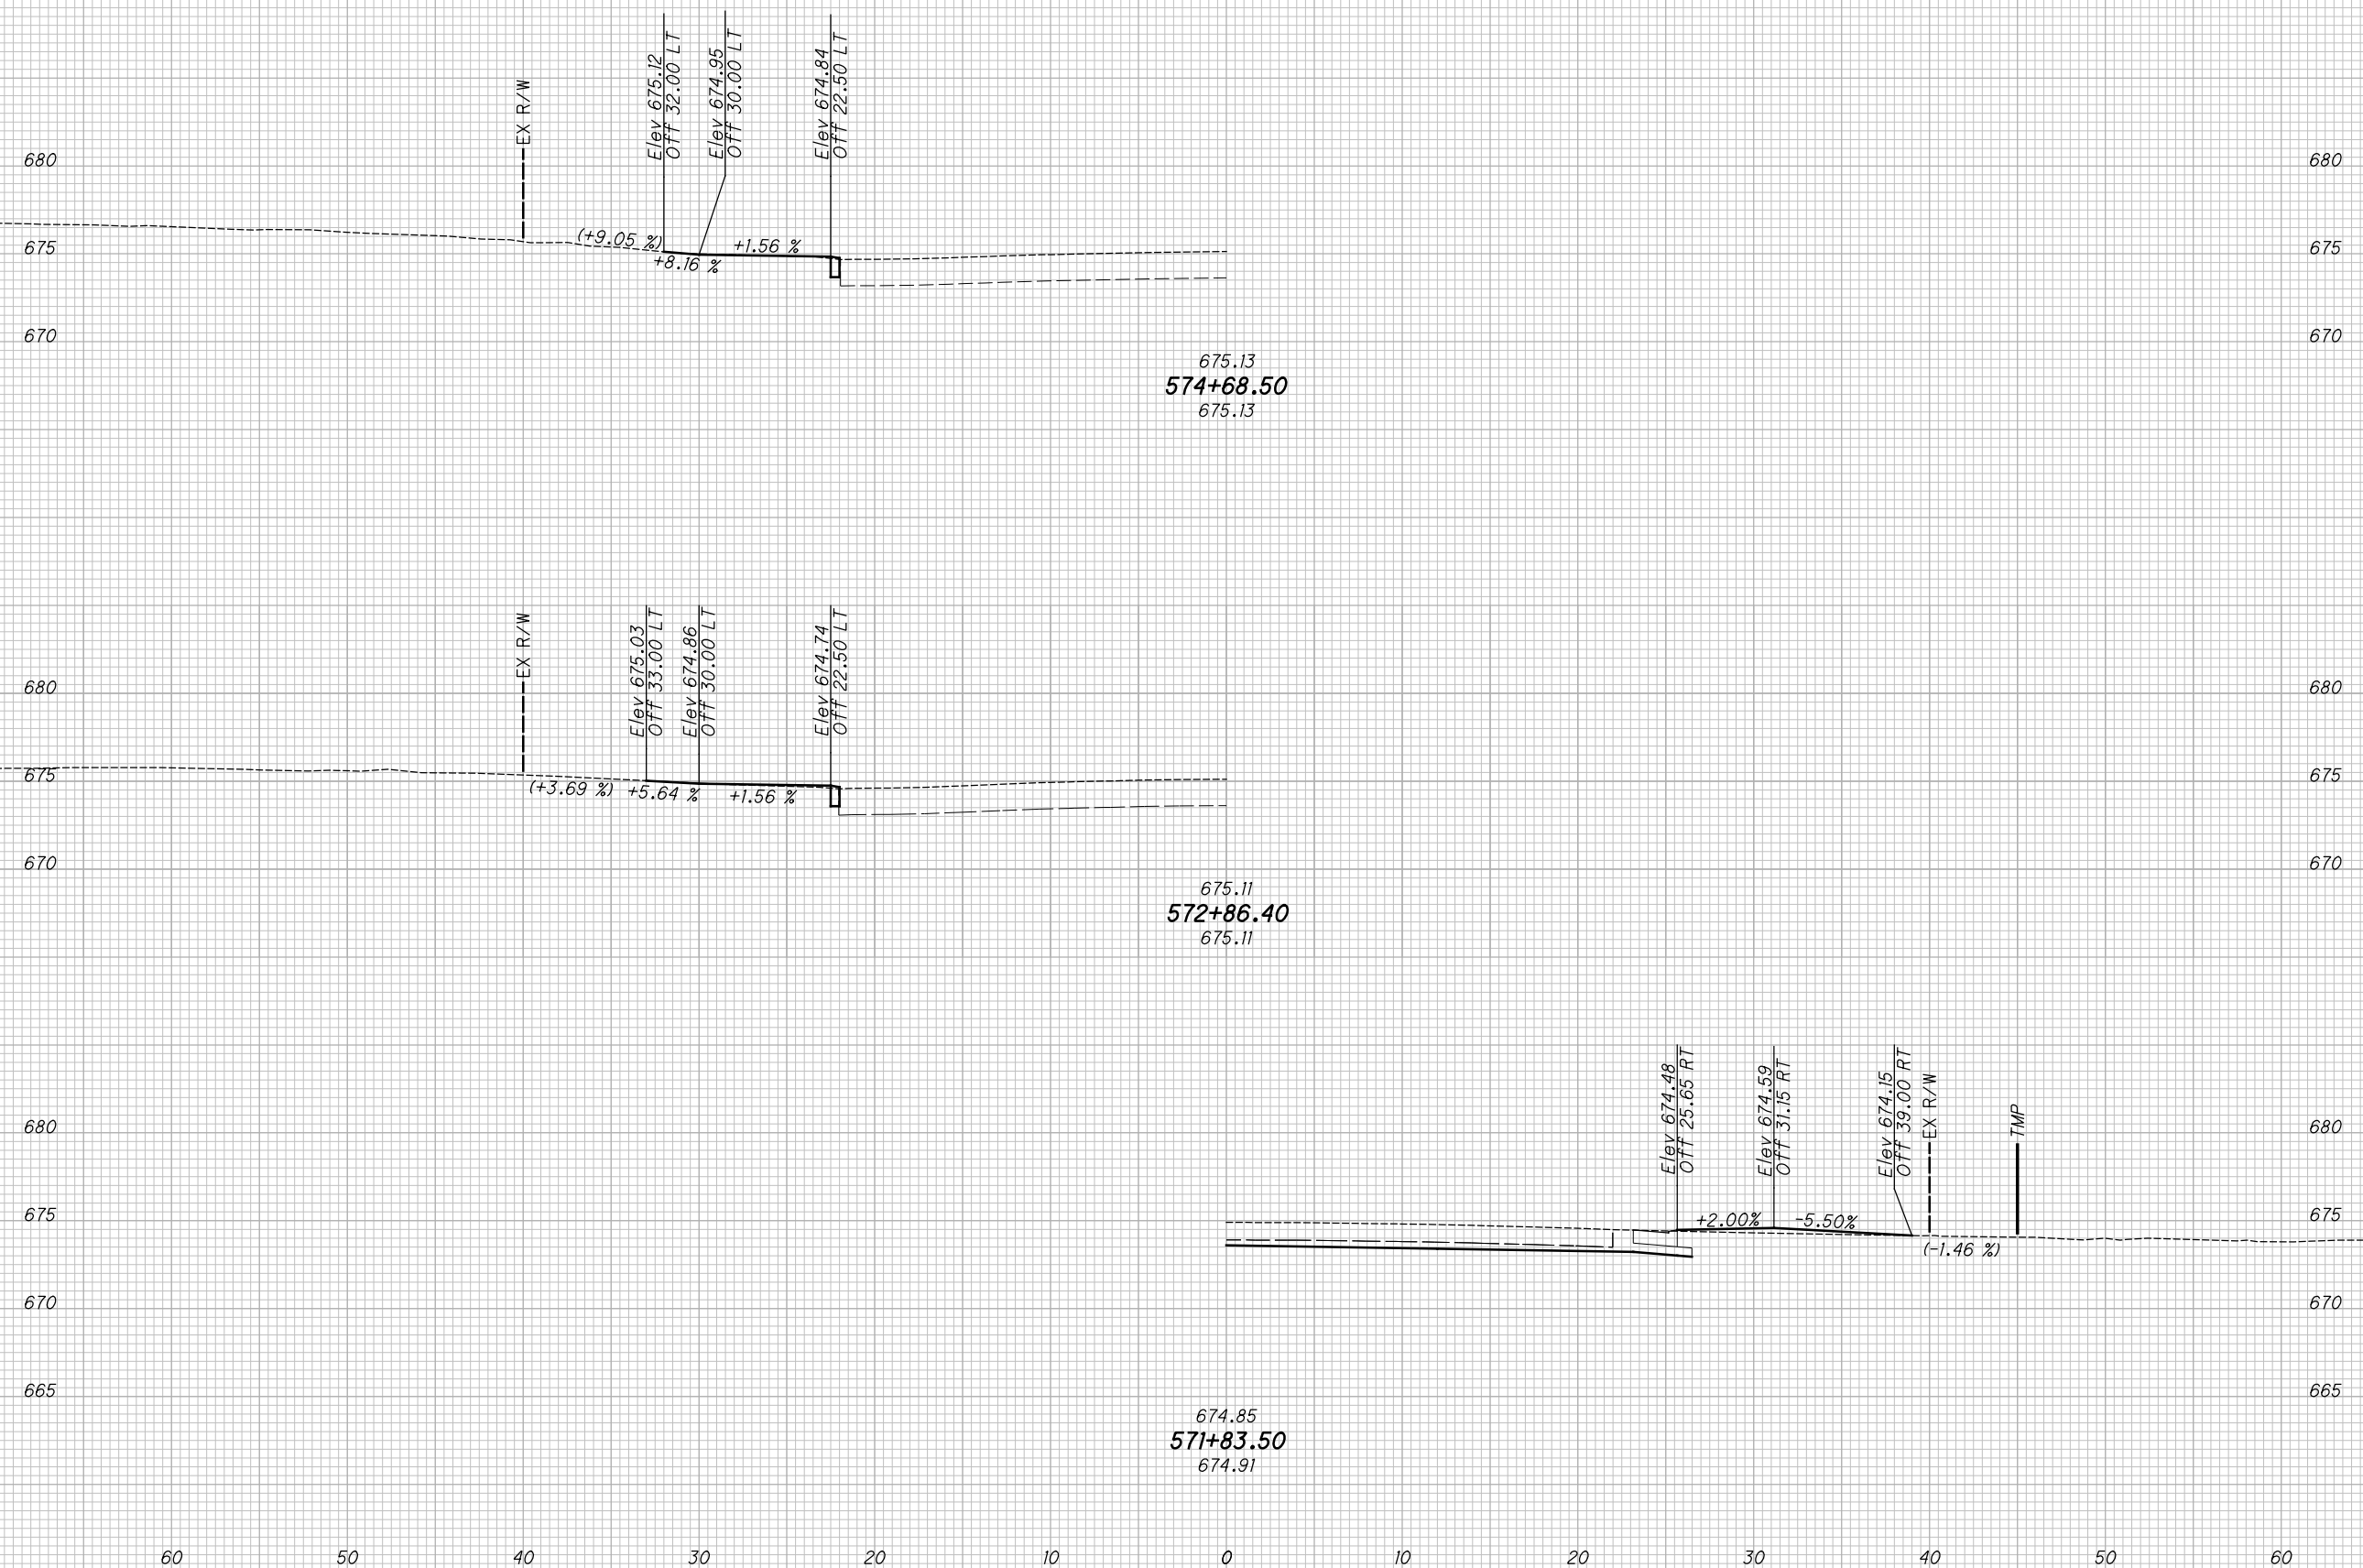 Elev 675.12
Off 32.00 LT
Elev 674.95
Off 30.00 LT
Elev 674.84
Off 22.50 LT
EX R/W
680
680
(+9.05 %)
+1.56 %
675
675
+8.16 %
670
670
675.13
574+68.50
675.13
EX R/W
Elev 675.03
Off 33.00 LT
Elev 674.86
Off 30.00 LT
Elev 674.74
Off 22.50 LT
680
680
675
675
(+3.69 %)
+5.64 %
+1.56 %
670
670
675.11
572+86.40
675.11
Elev 674.48
Off 25.65 RT
Elev 674.59
Off 31.15 RT
Elev 674.15
Off 39.00 RT
EX R/W
TMP
680
680
675
+2.00%
-5.50%
675
(-1.46 %)
670
670
665
665
674.85
571+83.50
674.91
60
50
40
30
20
10
0
10
20
30
40
50
60